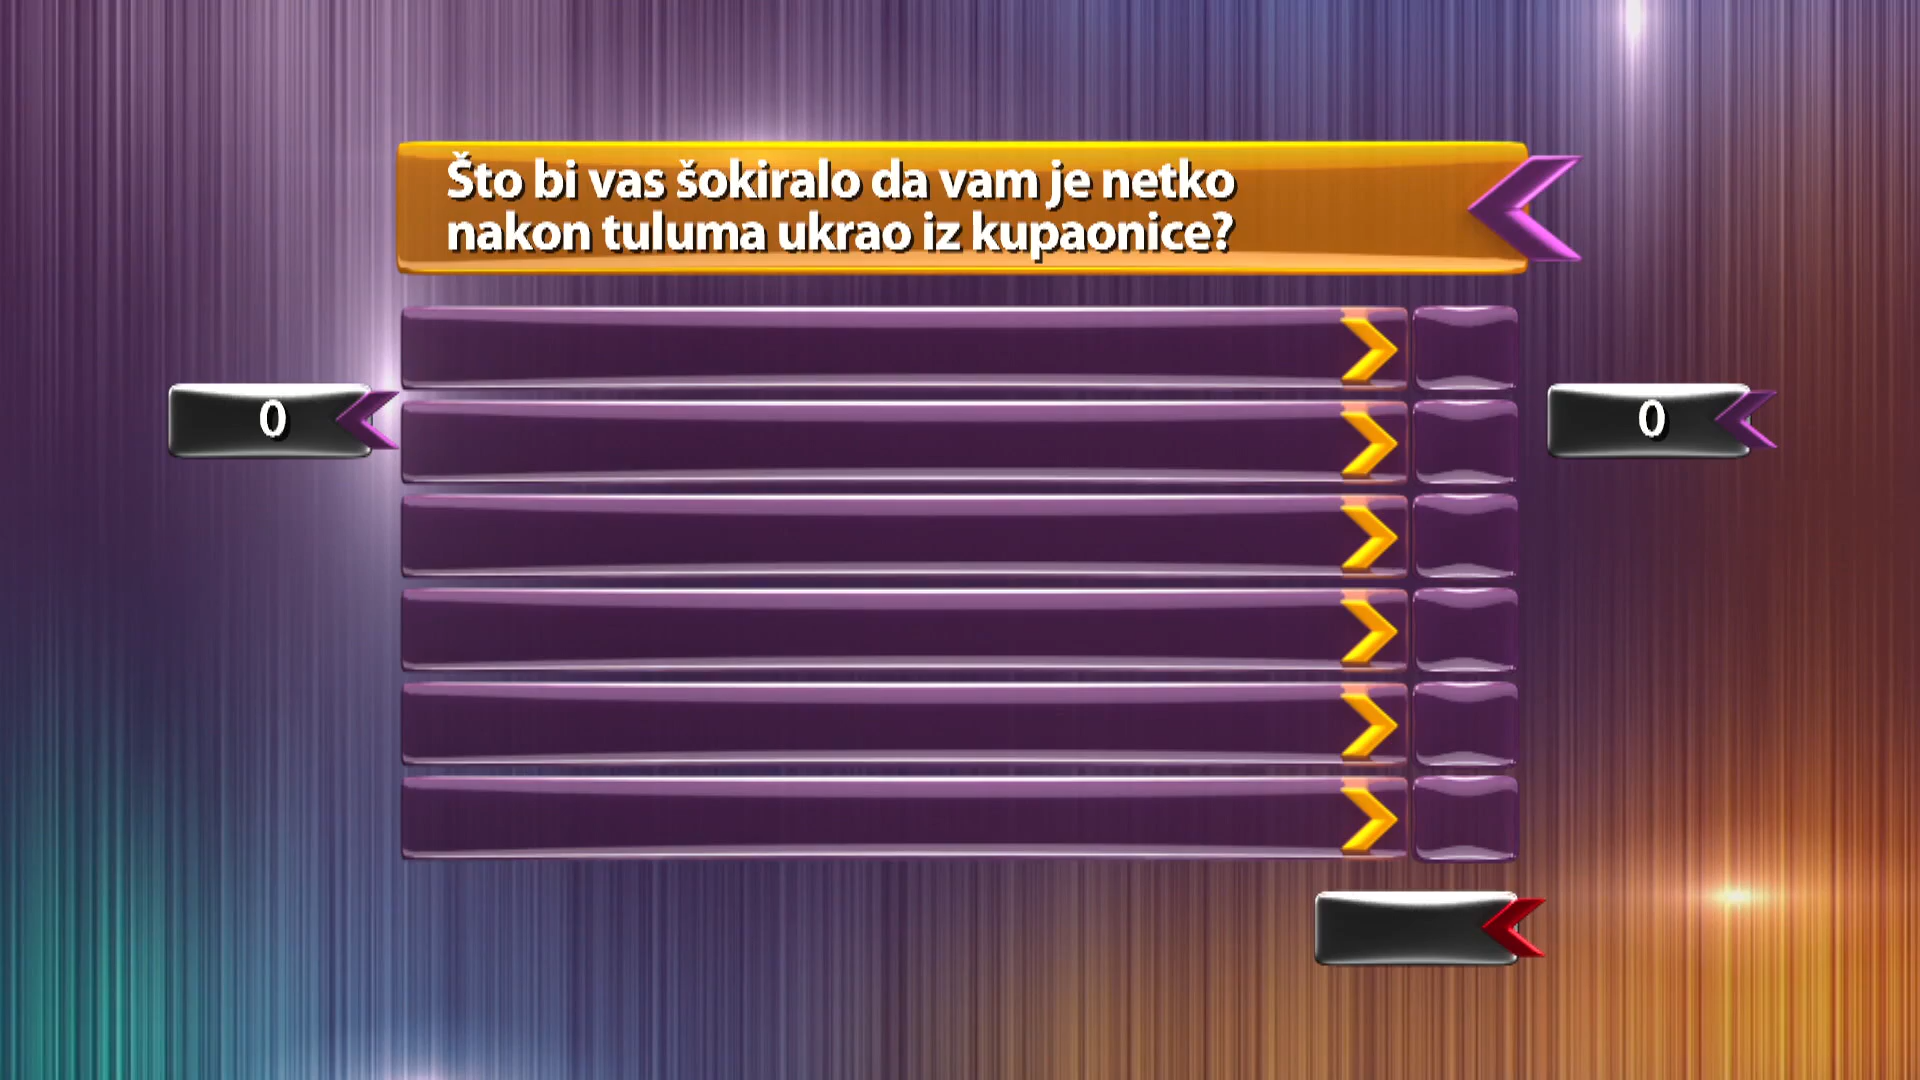 Što bi vas šokiralo da vam je netko
nakon tuluma ukrao iz kupaonice?
0
0